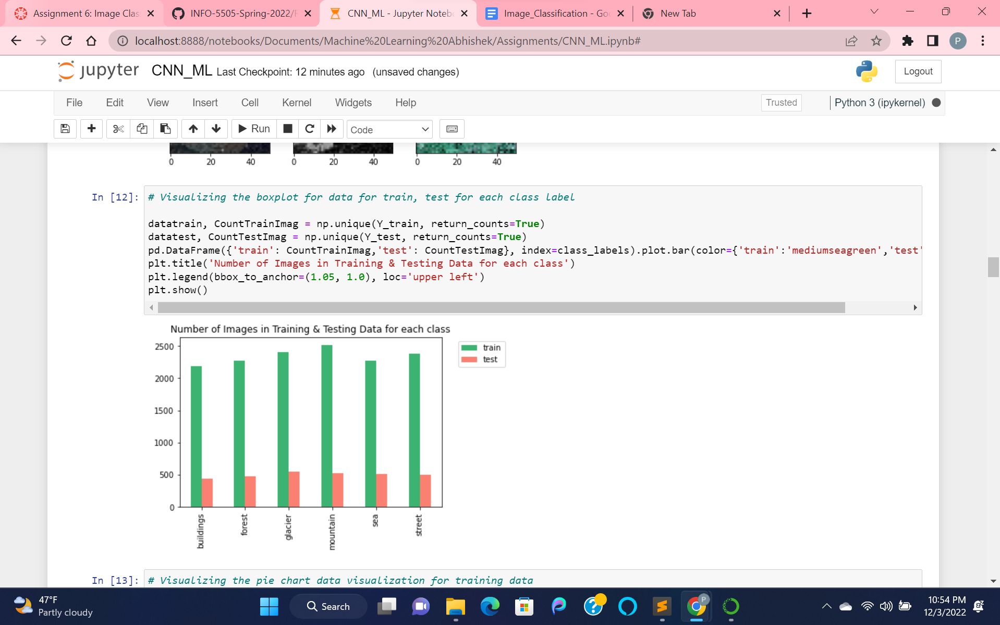 Assignment 6: Image Clas
INFO-5505-Spring-2022/F
CNN_ML - Jupyter Noteb
Image_Classification - Go
New Tab
localhost:8888/notebooks/Documents/Machine%20Learning%20Abhishek/Assignments/CNN_ML.ipynb#
P
jupyter CNN_ML Last Checkpoint: 12 minutes ago (unsaved changes)
Logout
File Edit View Insert Cell Kernel Widgets Help
Trusted
Python 3 (ipykernel)
Run
Code
0 20 40 0 20 40 0 20 40
In [12]:
# Visualizing the boxplot for data for train, test for each class label
datatrain, CountTrainImag = np.unique(Y_train, return_counts=True)
datatest, CountTestImag = np.unique(Y_test, return_counts=True)
pd.DataFrame({'train': CountTrainImag,'test': CountTestImag}, index=class_labels).plot.bar(color={'train':'mediumseagreen','test'
plt.title('Number of Images in Training & Testing Data for each class')
plt.legend(bbox_to_anchor=(1.05, 1.0), loc='upper left')
plt.show()
Number of Images in Training & Testing Data for each class
train
test
2500
2000
1500
1000
500
0
buildings
forest
glacier
mountain
sea
street
In [13]:
# Visualizing the pie chart data visualization for training data
47°F
Partly cloudy
Search
P
10:54 PM
12/3/2022